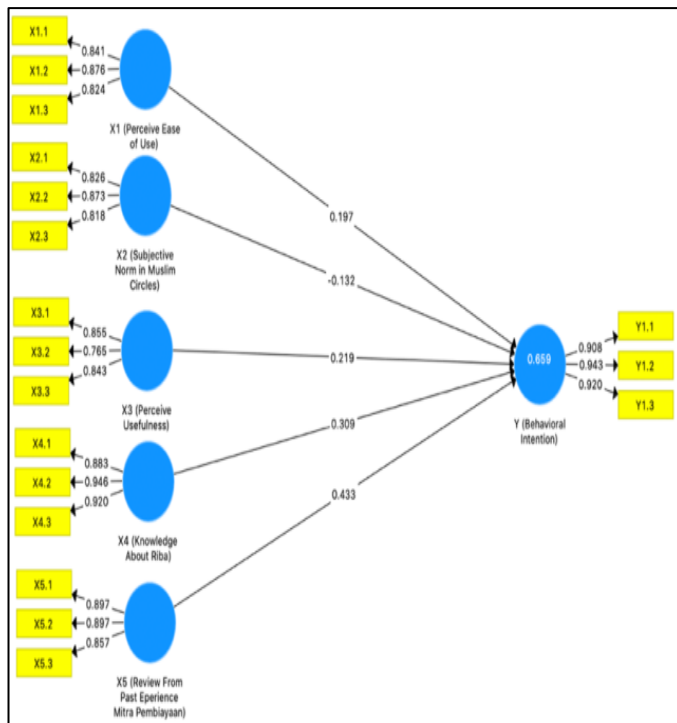 X1.1
0.841
X1.2
0.876
0.824
X1.3
X1 (Perceive Ease
of Use)
X2.1
0.826
X2.2
0.873
0.818
X2.3
X2 (Subjective
Norm in Muslim
Circles)
X3.1
0.855
X3.2
0.765
0.843
X3.3
X3 (Perceive
Usefulness)
X4.1
0.883
X4.2
0.946
0.920
X4.3
X4 (Knowledge
About Riba)
X5.1
0.897
X5.2
0.897
0.857
X5.3
X5 (Review From
Past Eperience
Mitra Pembiayaan)
0.197
-0.132
0.219
0.309
0.433
0.659
Y (Behavioral
Intention)
0.908
Y1.1
0.943
Y1.2
0.920
Y1.3